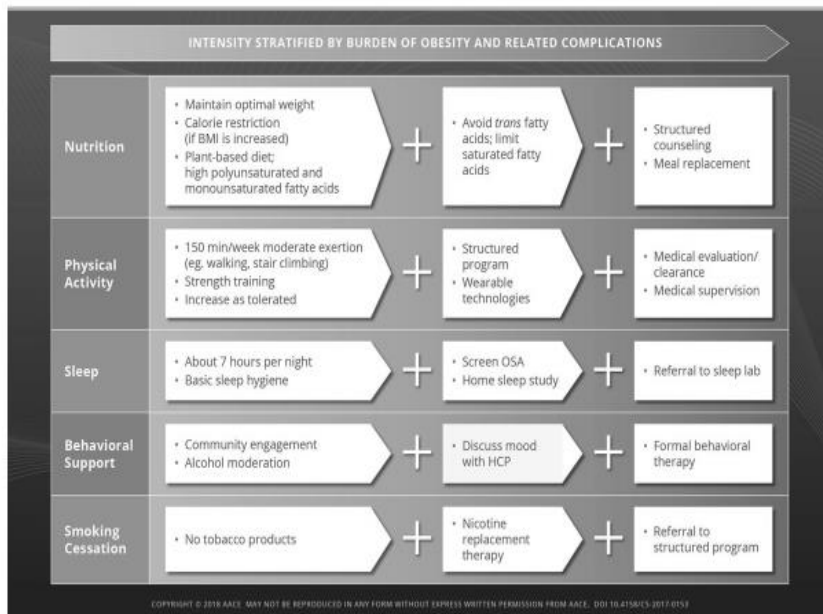 INTENSITY STRATIFIED BY BURDEN OF OBESITY AND RELATED COMPLICATIONS
Nutrition
• Maintain optimal weight
• Calorie restriction
(if BMI is increased)
• Plant-based diet;
high polyunsaturated and
monounsaturated fatty acids
+
• Avoid trans fatty
acids; limit
saturated fatty
acids
+
• Structured
counseling
• Meal replacement
Physical
Activity
• 150 min/week moderate exertion
(eg. walking, stair climbing)
• Strength training
• Increase as tolerated
+
• Structured
program
• Wearable
technologies
+
• Medical evaluation/
clearance
• Medical supervision
Sleep
• About 7 hours per night
• Basic sleep hygiene
+
• Screen OSA
• Home sleep study
+
• Referral to sleep lab
Behavioral
Support
• Community engagement
• Alcohol moderation
+
• Discuss mood
with HCP
+
• Formal behavioral
therapy
Smoking
Cessation
• No tobacco products
+
• Nicotine
replacement
therapy
+
• Referral to
structured program
COPYRIGHT © 2018 AACE MAY NOT BE REPRODUCED IN ANY FORM WITHOUT EXPRESS WRITTEN PERMISSION FROM AACE. DOI 10.4158/CS-2017-0153